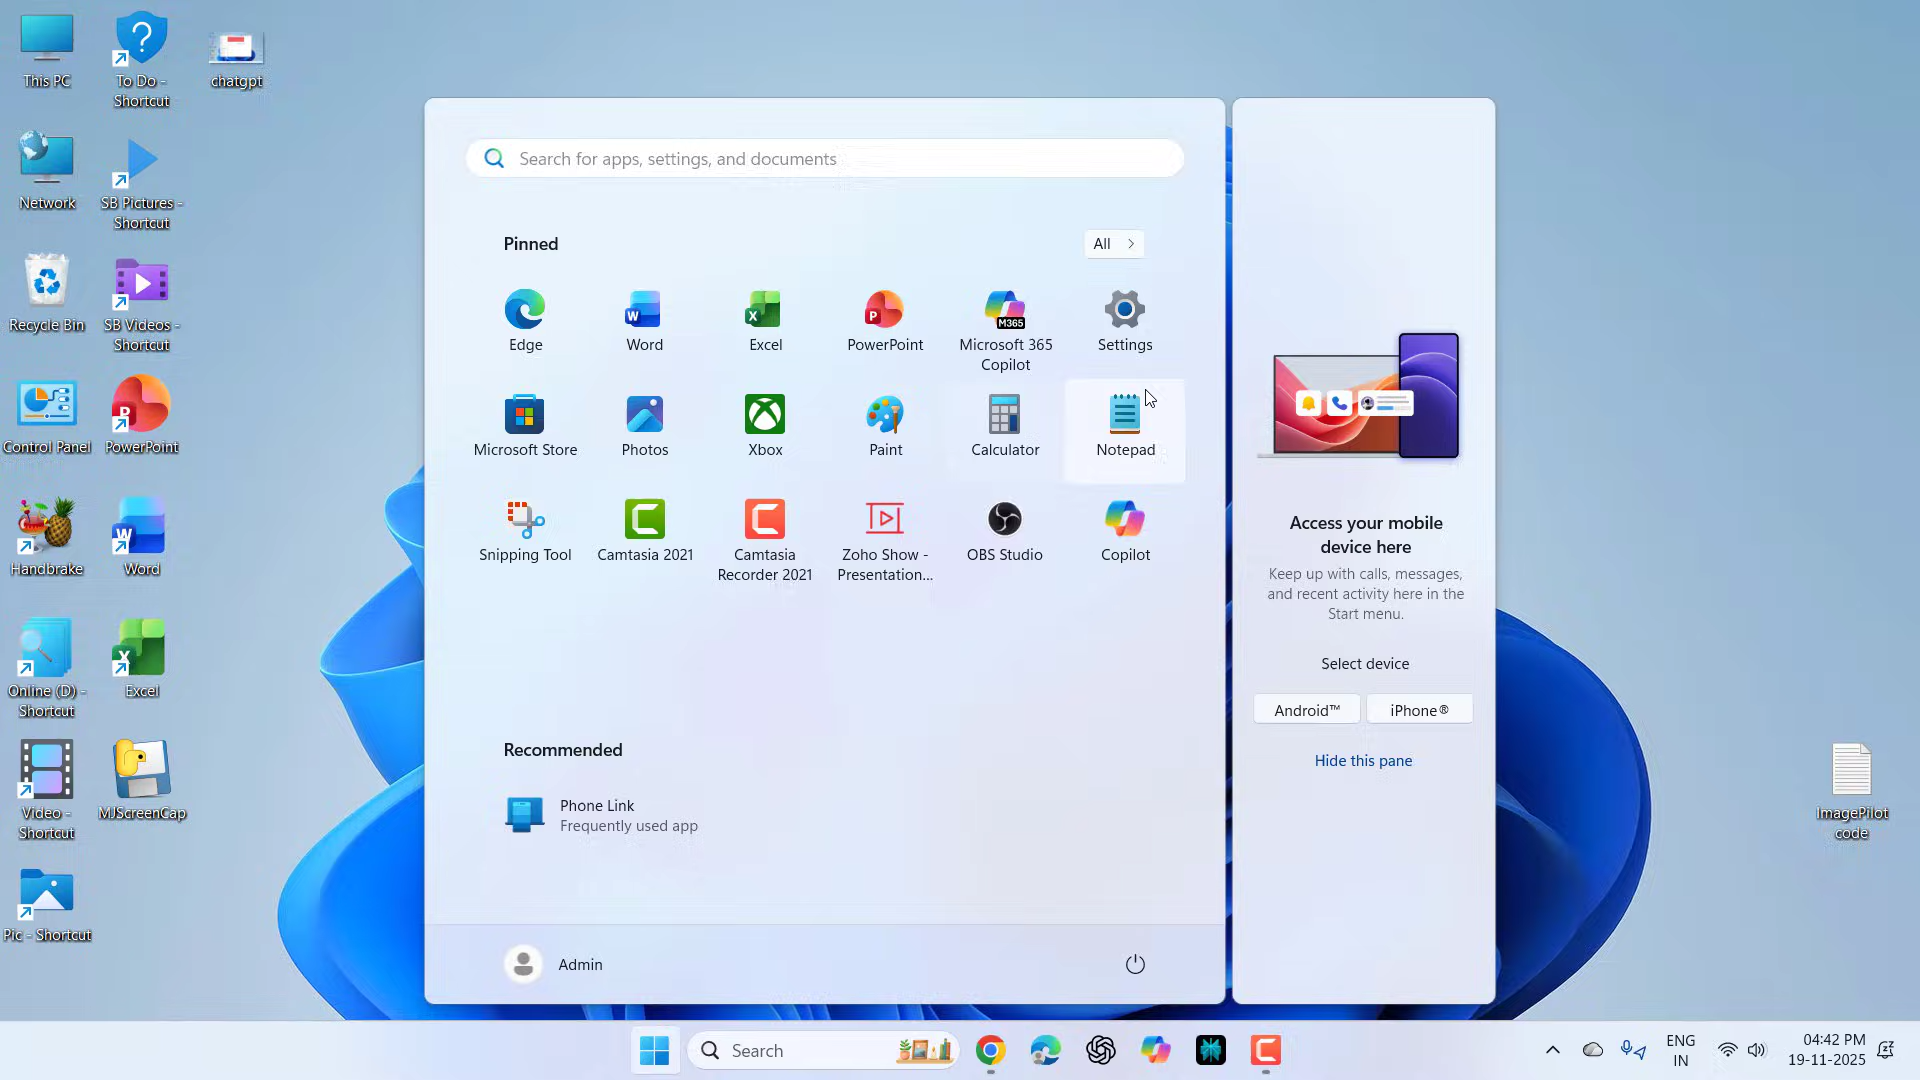 This PC
To Do -
Shortcut
chatgpt
Network
SB Pictures -
Shortcut
Recycle Bin
SB Videos -
Shortcut
Control Panel
PowerPoint
Handbrake
Word
Online (D) -
Shortcut
Excel
Video -
Shortcut
MJScreenCap
Pic - Shortcut
Search for apps, settings, and documents
Pinned
All
Edge
Word
Excel
PowerPoint
M365
Microsoft 365
Copilot
Settings
Microsoft Store
Photos
Xbox
Paint
Calculator
Notepad
Snipping Tool
Camtasia 2021
Camtasia
Recorder 2021
Zoho Show -
Presentation...
OBS Studio
Copilot
Recommended
Phone Link
Frequently used app
Admin
Access your mobile
device here
Keep up with calls, messages,
and recent activity here in the
Start menu.
Select device
Android™
iPhone®
Hide this pane
ImagePilot
code
Search
ENG
IN
04:42 PM
19-11-2025